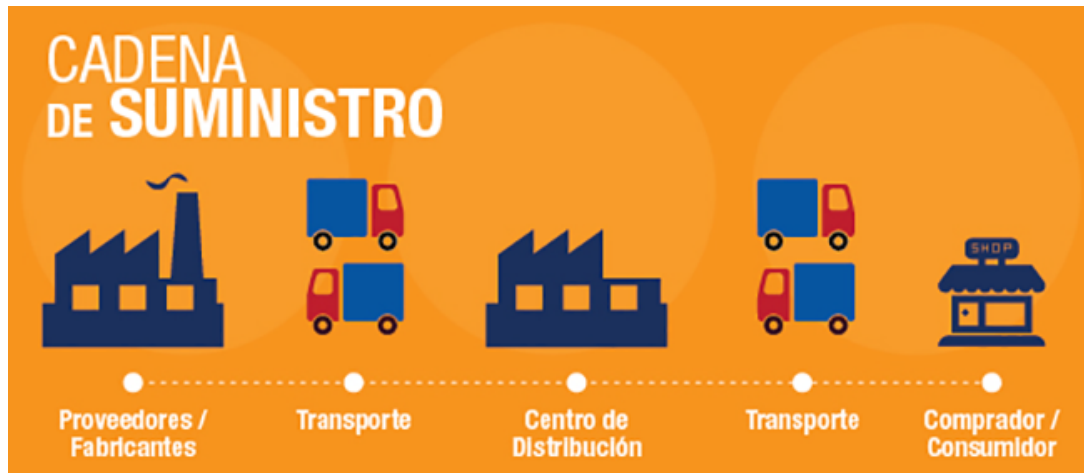 CADENA
DE SUMINISTRO
SHOP
Proveedores /
Fabricantes
Transporte
Centro de
Distribución
Transporte
Comprador /
Consumidor